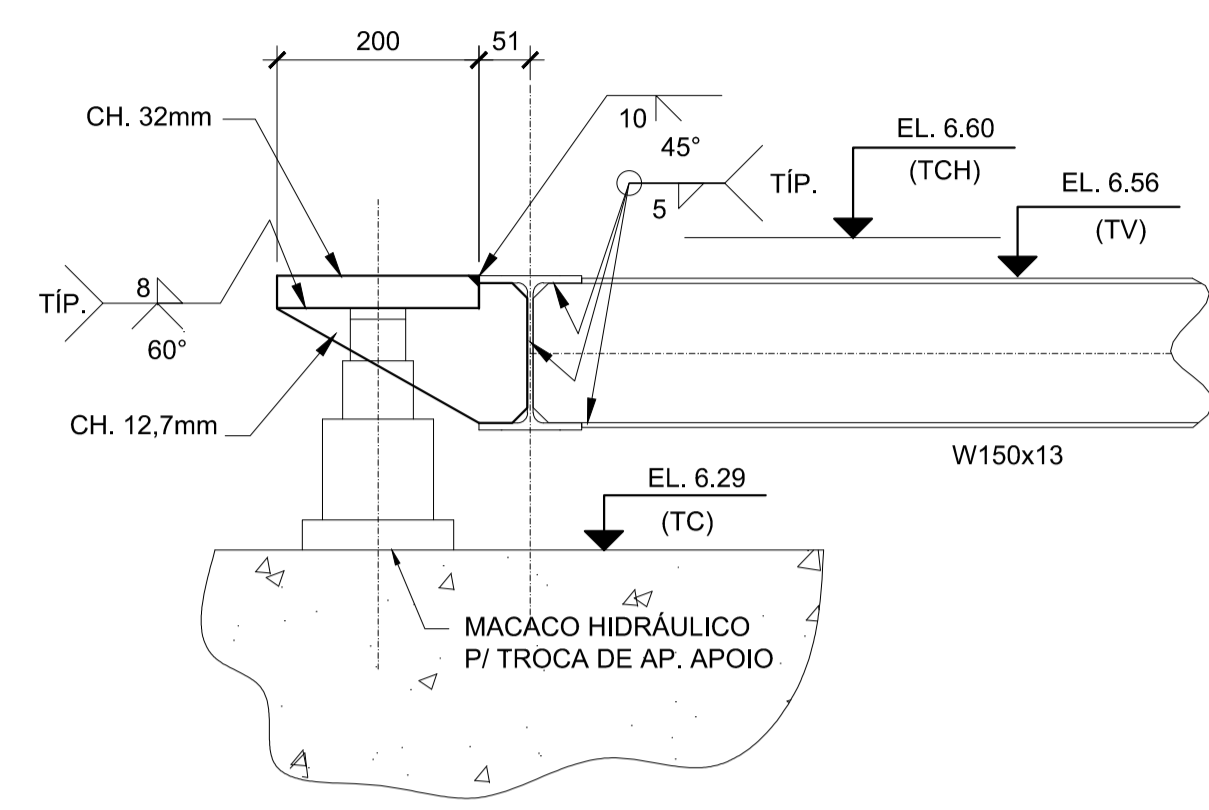 200
51
CH. 32mm
10
45°
TÍP.
5
EL. 6.60
(TCH)
EL. 6.56
(TV)
TÍP.
8
60°
CH. 12,7mm
W150x13
EL. 6.29
(TC)
MACACO HIDRÁULICO
P/ TROCA DE AP. APOIO